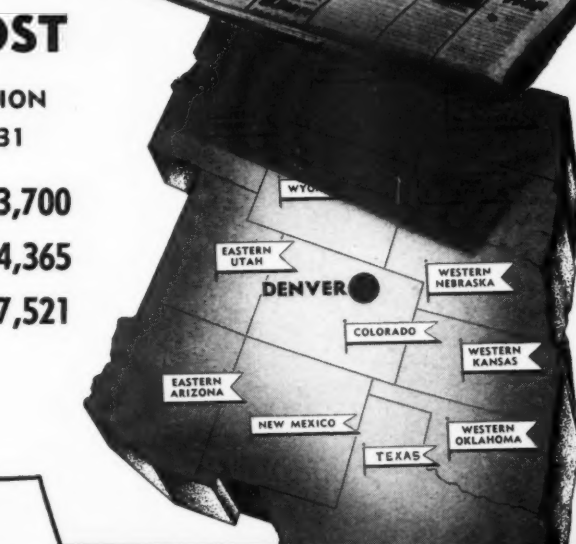 OST
ION
31
3,700
4,365
7,521
EASTERN
UTAH
DENVER
WESTERN
NEBRASKA
COLORADO
WESTERN
KANSAS
EASTERN
ARIZONA
NEW MEXICO
WESTERN
OKLAHOMA
TEXAS